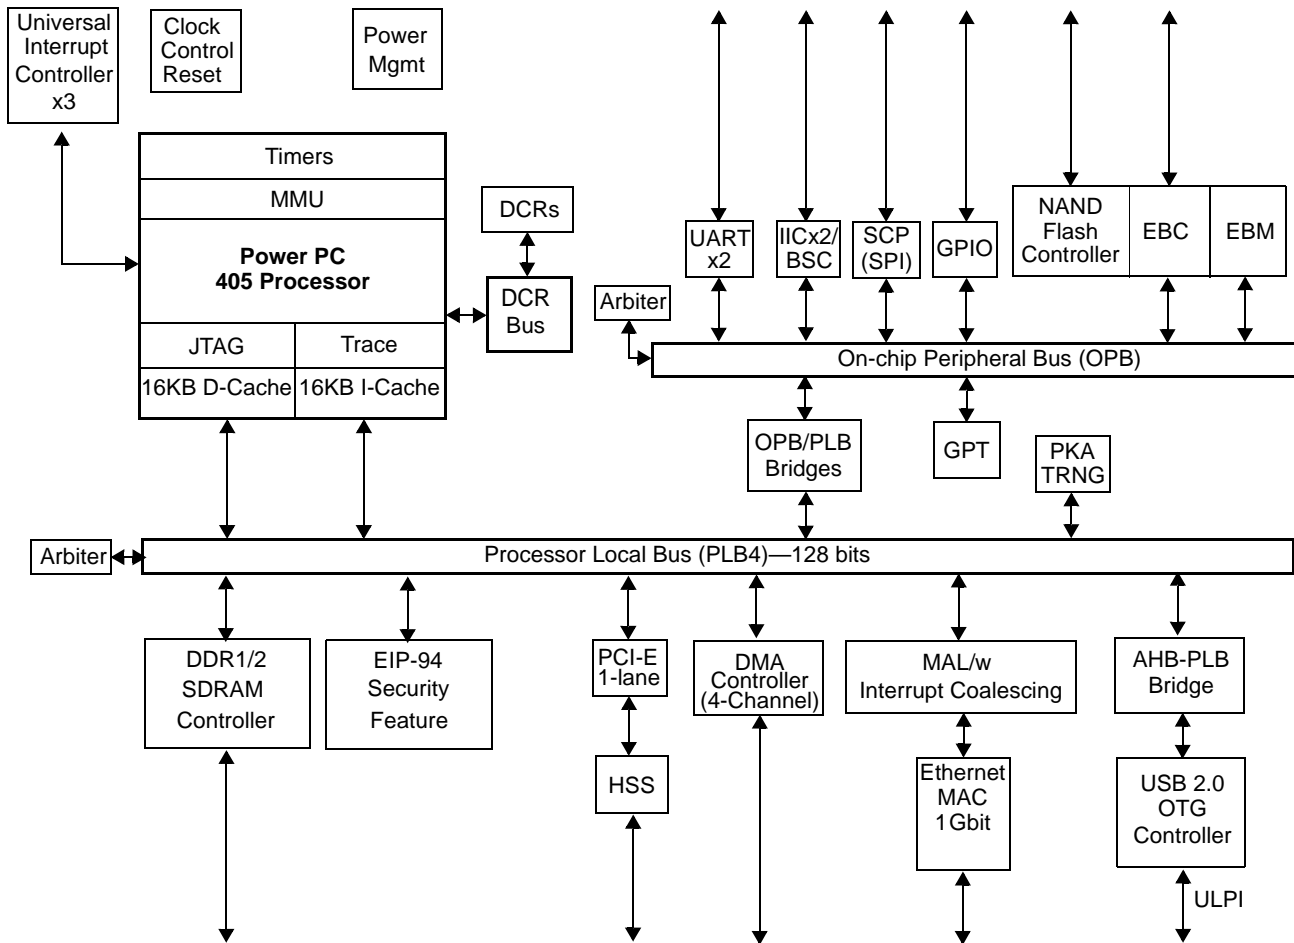 Universal
Interrupt
Controller
x3
Clock
Control
Reset
Power
Mgmt
Timers
MMU
Power PC
405 Processor
JTAG
Trace
16KB D-Cache
16KB I-Cache
DCRs
DCR
Bus
UART
x2
IICx2/
BSC
SCP
(SPI)
GPIO
NAND
Flash
Controller
EBC
EBM
Arbiter
On-chip Peripheral Bus (OPB)
OPB/PLB
Bridges
GPT
PKA
TRNG
Arbiter
Processor Local Bus (PLB4)—128 bits
DDR1/2
SDRAM
Controller
EIP-94
Security
Feature
PCI-E
1-lane
HSS
DMA
Controller
(4-Channel)
MAL/w
Interrupt Coalescing
Ethernet
MAC
1Gbit
AHB-PLB
Bridge
USB 2.0
OTG
Controller
ULPI